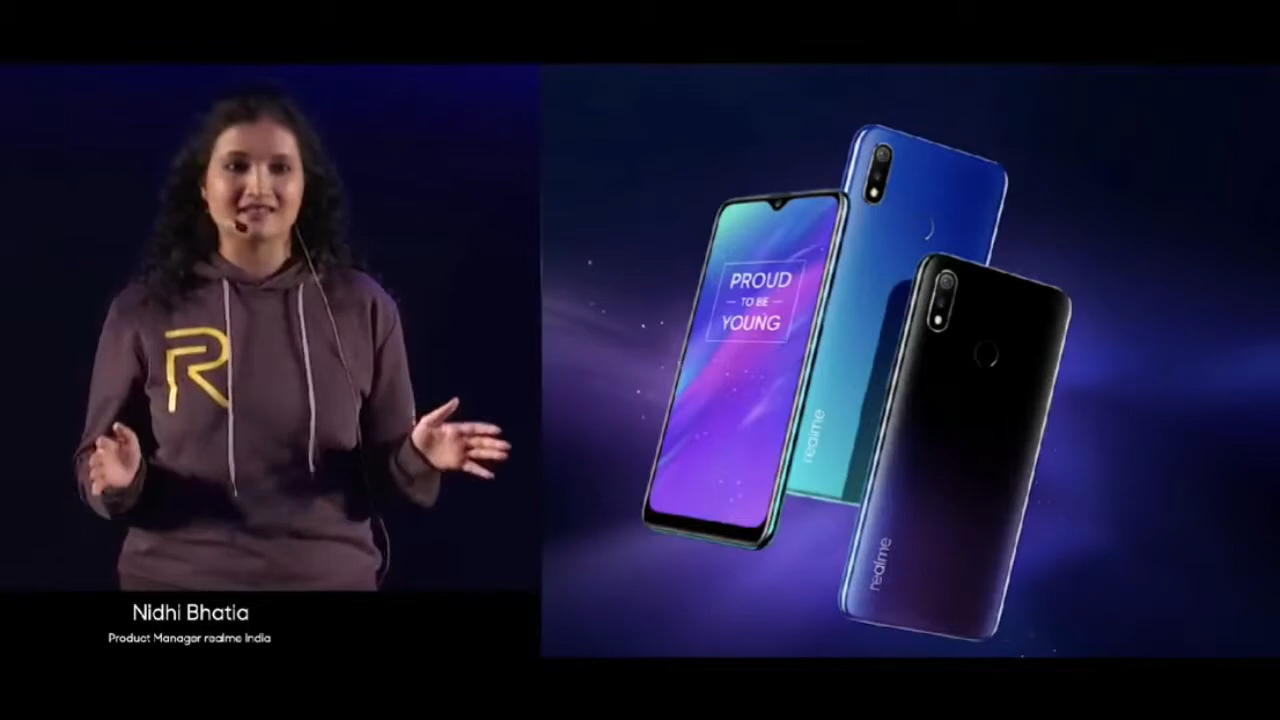 R
Nidhi Bhatia
Product Manager realme India
PROUD
TO BE
YOUNG
realme
realme